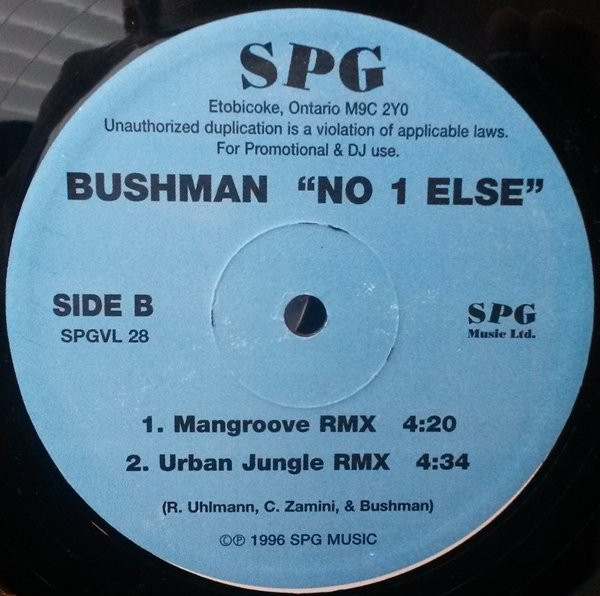 SPG
Etobicoke, Ontario M9C 2Y0
Unauthorized duplication is a violation of applicable laws.
For Promotional & DJ use.
BUSHMAN "NO 1 ELSE"
SIDE B
SPGVL 28
SPG
Music Ltd.
1. Mangroove RMX 4:20
2. Urban Jungle RMX 4:34
(R. Uhlmann, C. Zamini, & Bushman)
©℗ 1996 SPG MUSIC